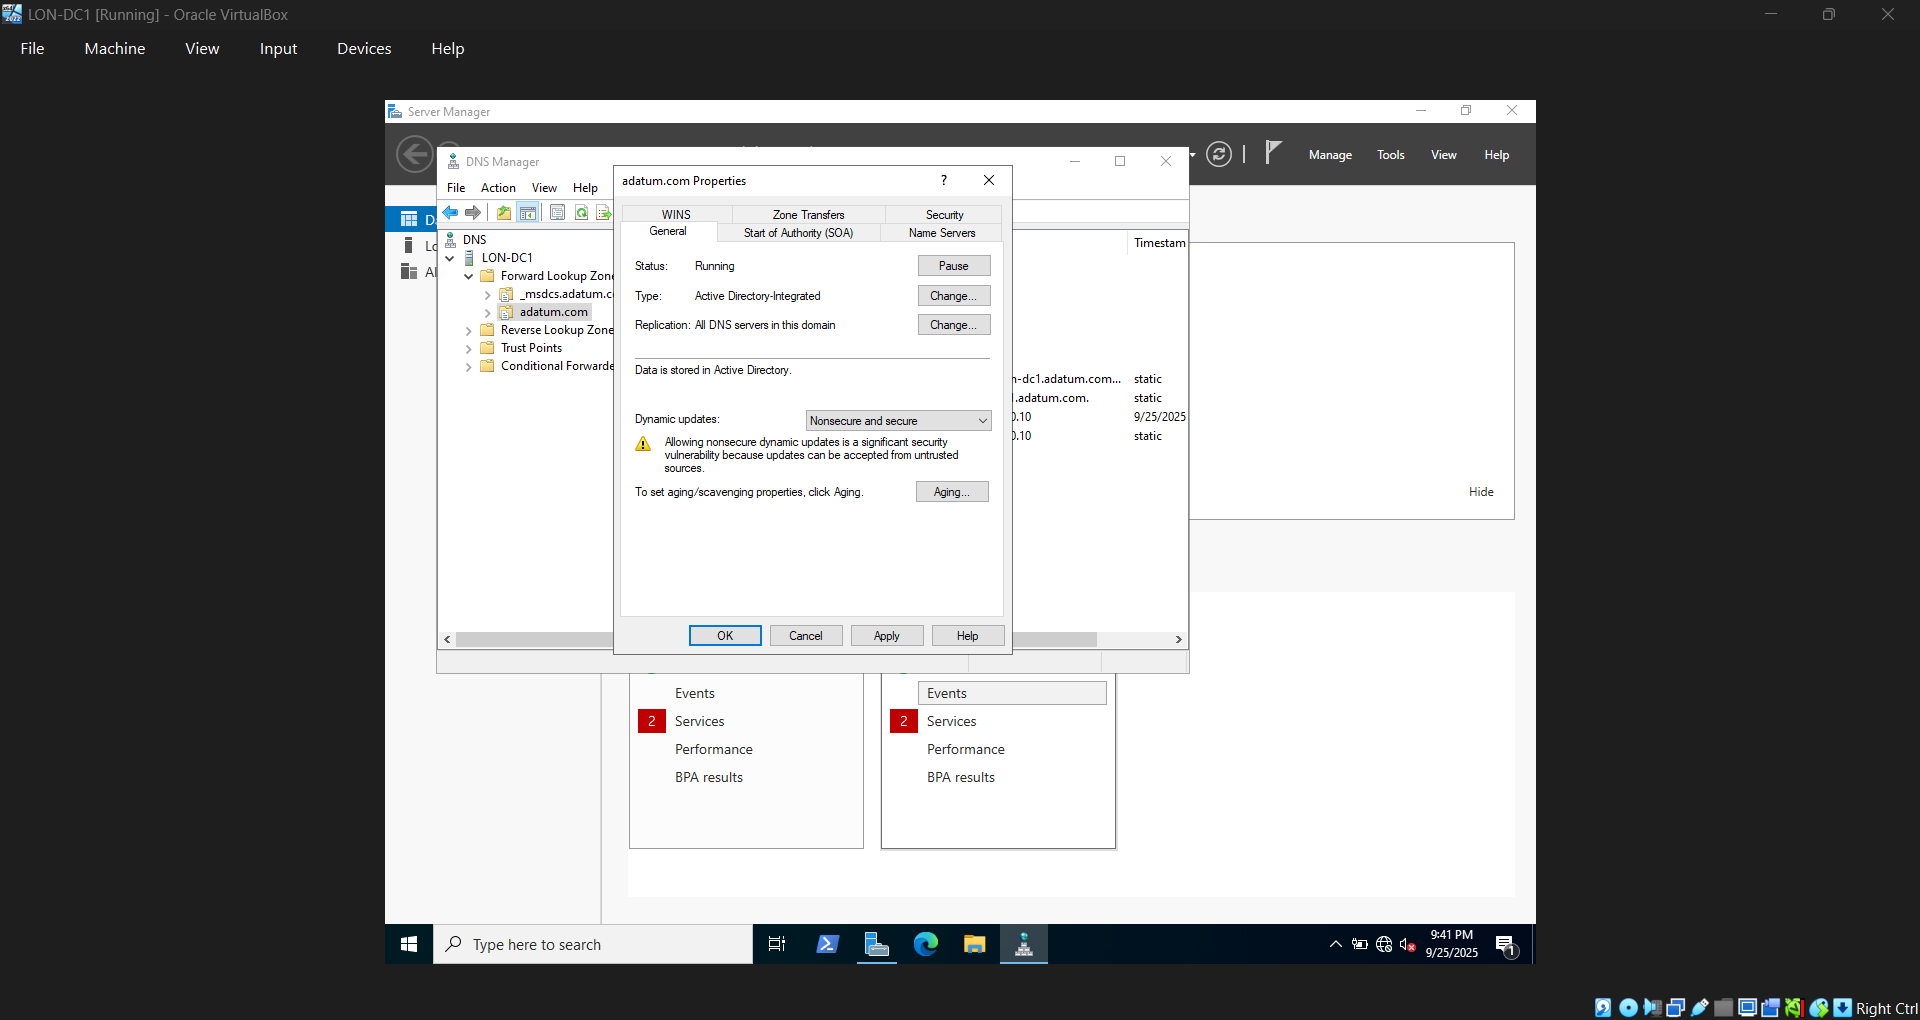 LON-DC1 [Running] - Oracle VirtualBox
File Machine View Input Devices Help
Server Manager
Manage Tools View Help
DNS Manager
File Action View Help
adatum.com Properties
?
WINS Zone Transfers Security
General Start of Authority (SOA) Name Servers
Status: Running Pause
Type: Active Directory-Integrated Change...
Replication: All DNS servers in this domain Change...
Data is stored in Active Directory.
Dynamic updates: Nonsecure and secure
Allowing nonsecure dynamic updates is a significant security
vulnerability because updates can be accepted from untrusted
sources.
To set aging/scavenging properties, click Aging. Aging...
OK Cancel Apply Help
DNS
LON-DC1
Forward Lookup Zone
_msdcs.adatum.c
adatum.com
Reverse Lookup Zone
Trust Points
Conditional Forwarde
Timestam
n-dc1.adatum.com... static
.adatum.com. static
0.10 9/25/2025
0.10 static
Hide
Events
2 Services
Performance
BPA results
Events
2 Services
Performance
BPA results
Type here to search
9:41 PM
9/25/2025
1
Right Ctrl